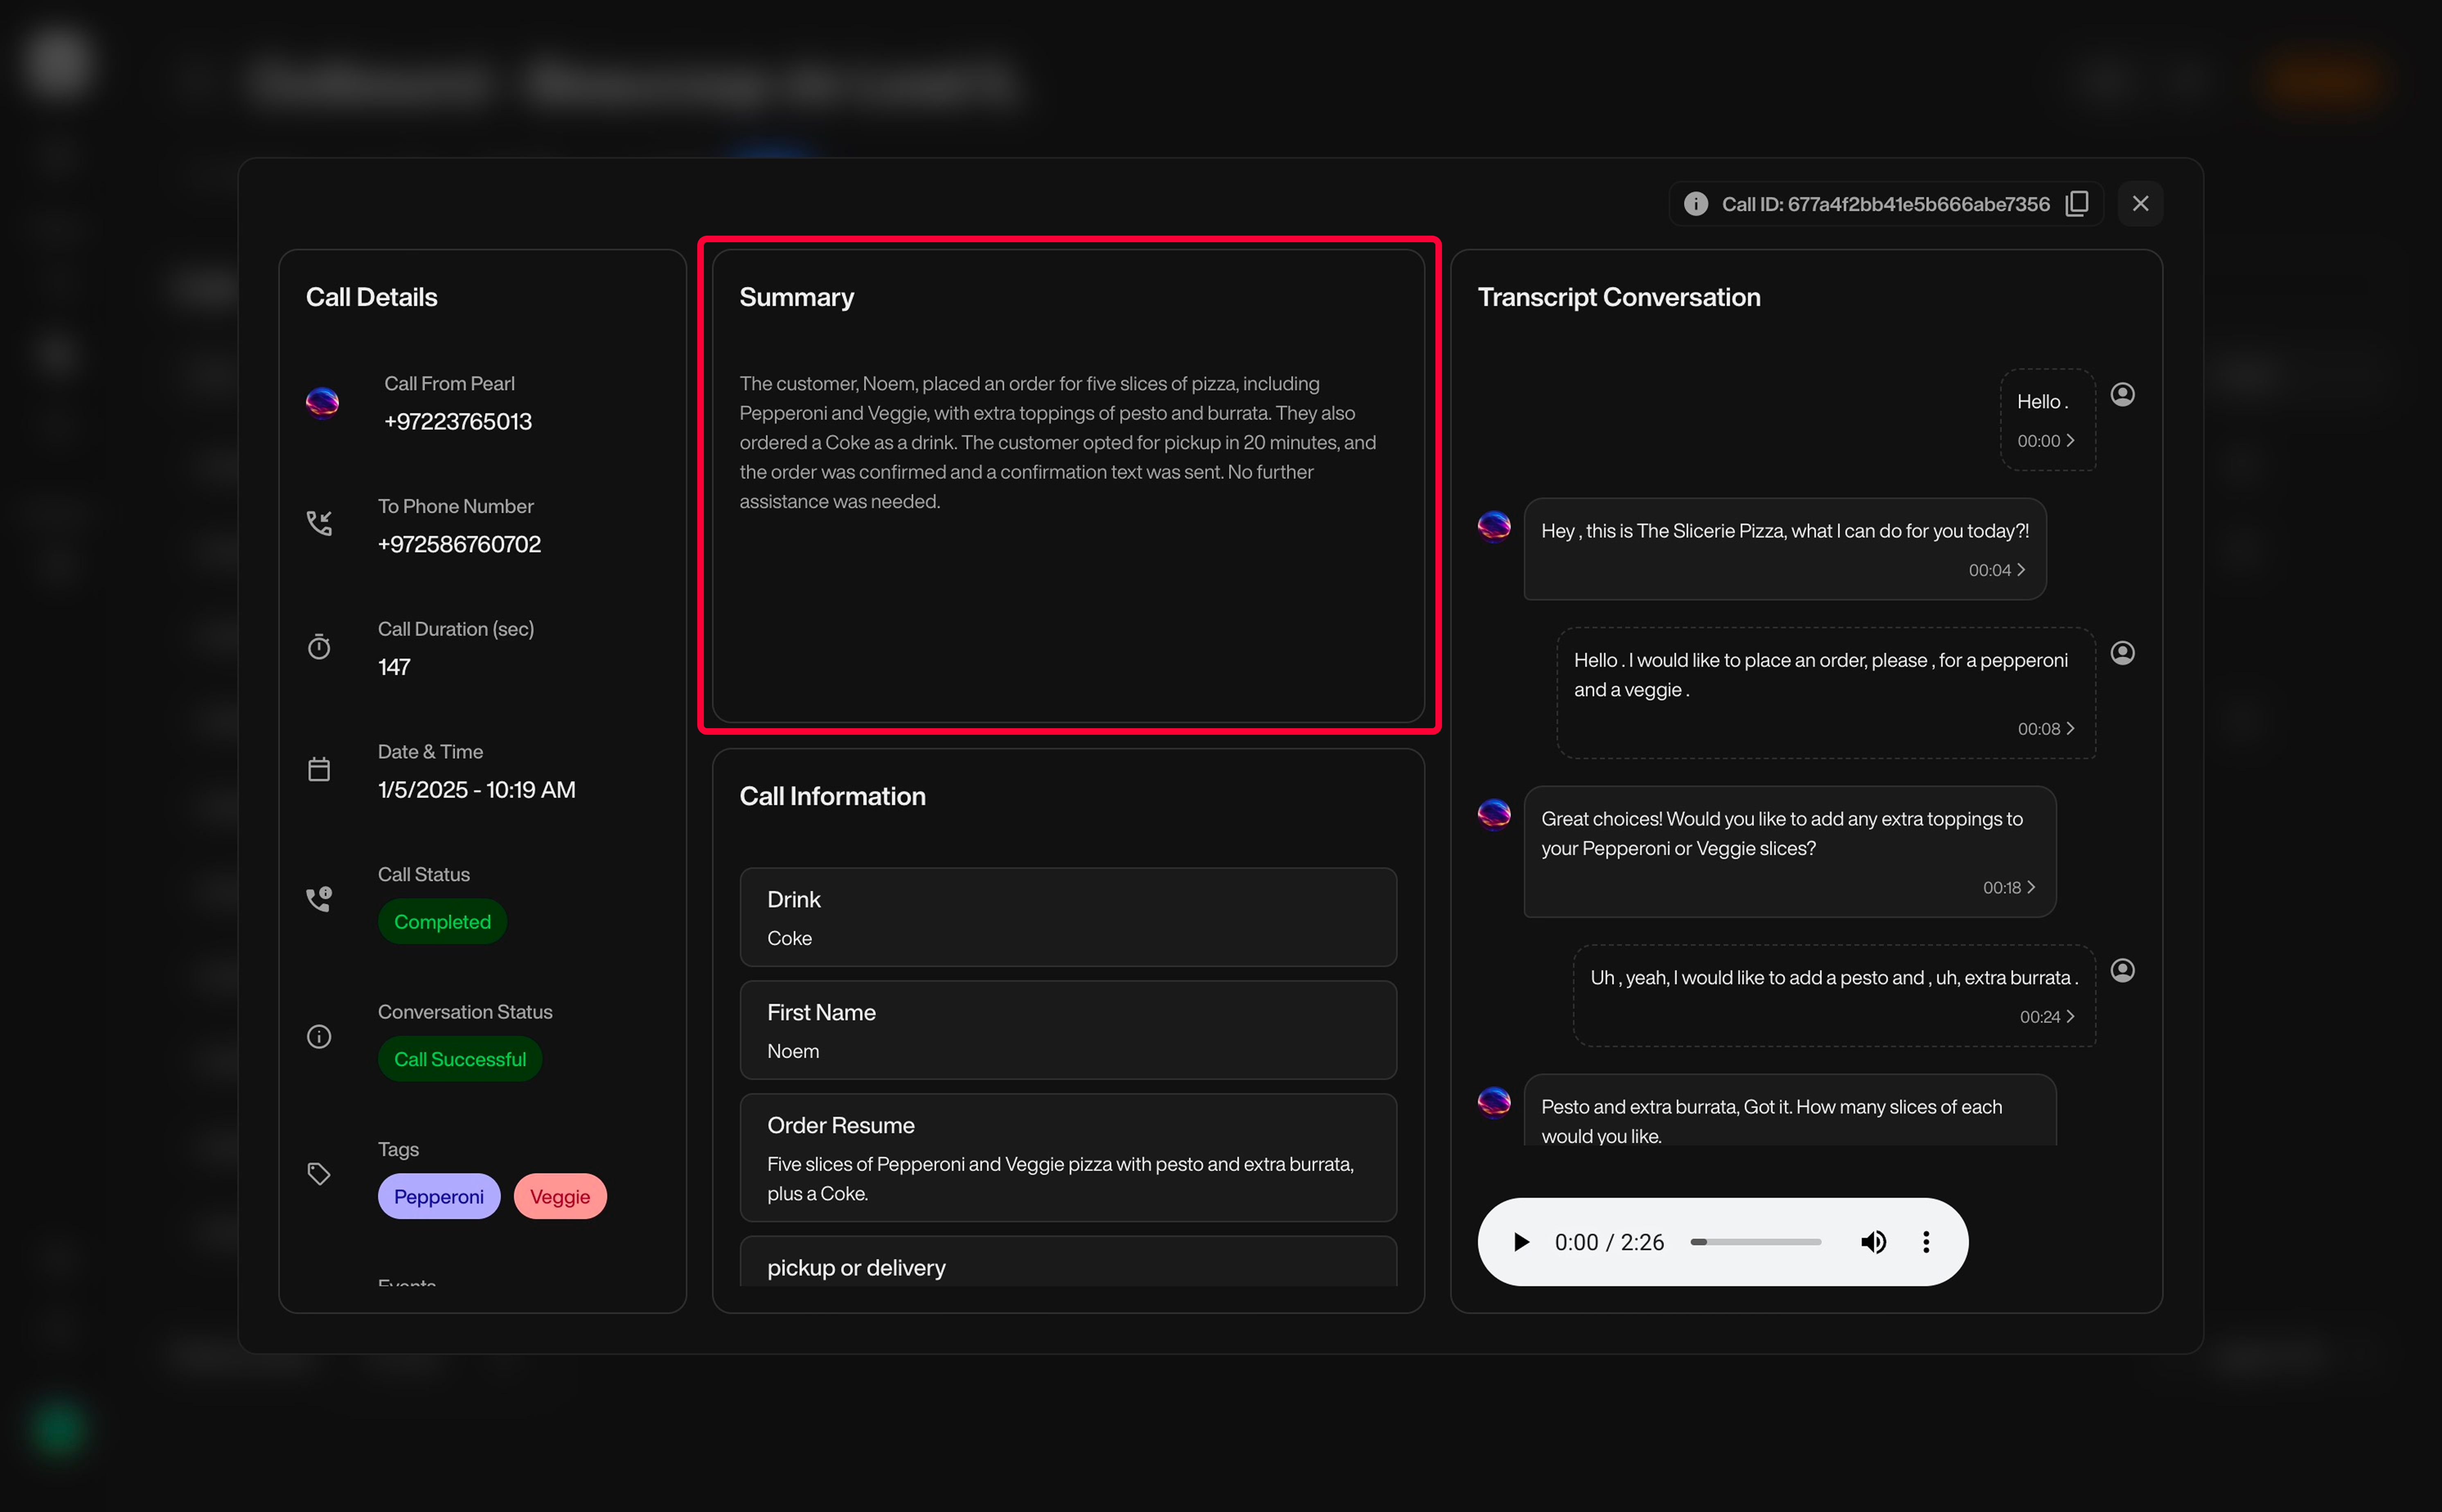 Call ID: 677a4f2bb41e5b666abe7356
Call Details
Call From Pearl
+97223765013
To Phone Number
+972586760702
Call Duration (sec)
147
Date & Time
1/5/2025 - 10:19 AM
Call Status
Completed
Conversation Status
Call Successful
Tags
Pepperoni Veggie
Events
Summary
The customer, Noem, placed an order for five slices of pizza, including
Pepperoni and Veggie, with extra toppings of pesto and burrata. They also
ordered a Coke as a drink. The customer opted for pickup in 20 minutes, and
the order was confirmed and a confirmation text was sent. No further
assistance was needed.
Call Information
Drink
Coke
First Name
Noem
Order Resume
Five slices of Pepperoni and Veggie pizza with pesto and extra burrata,
plus a Coke.
pickup or delivery
Transcript Conversation
Hello .
00:00
Hey , this is The Slicerie Pizza, what I can do for you today?!
00:04
Hello . I would like to place an order, please , for a pepperoni
and a veggie .
00:08
Great choices! Would you like to add any extra toppings to
your Pepperoni or Veggie slices?
00:18
Uh , yeah, I would like to add a pesto and , uh, extra burrata .
00:24
Pesto and extra burrata, Got it. How many slices of each
would you like.
0:00 / 2:26